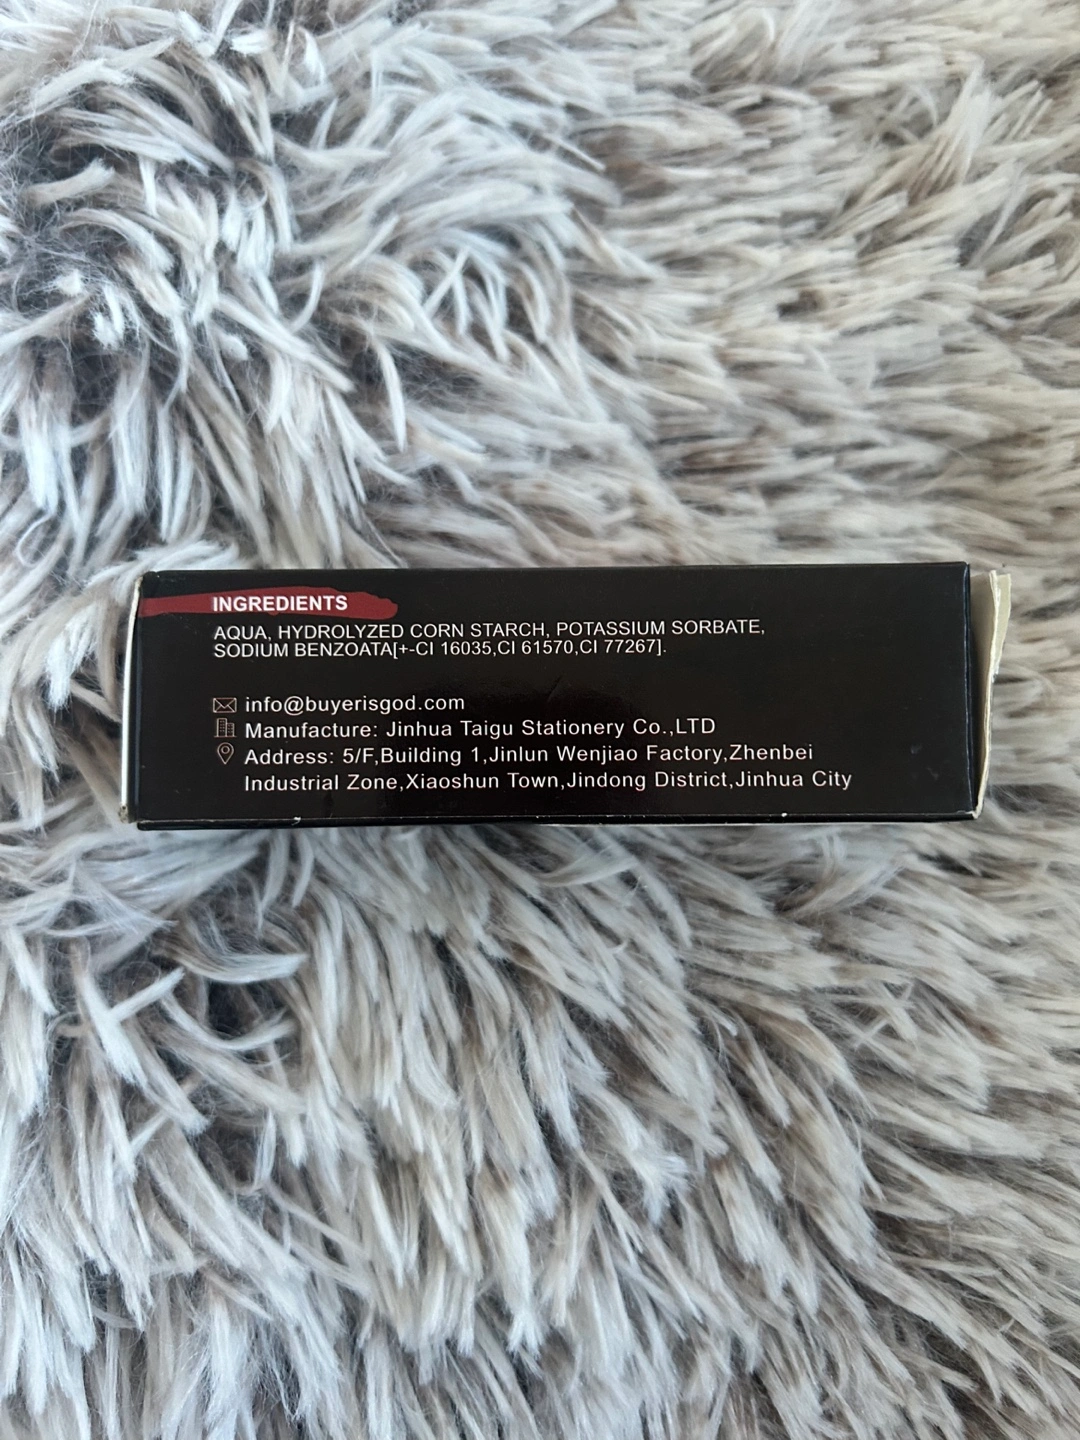 INGREDIENTS
AQUA, HYDROLYZED CORN STARCH, POTASSIUM SORBATE,
SODIUM BENZOATA[+-CI 16035,CI 61570,CI 77267].
info@buyerisgod.com
Manufacture: Jinhua Taigu Stationery Co.,LTD
Address: 5/F,Building 1,Jinlun Wenjiao Factory,Zhenbei
Industrial Zone,Xiaoshun Town,Jindong District,Jinhua City